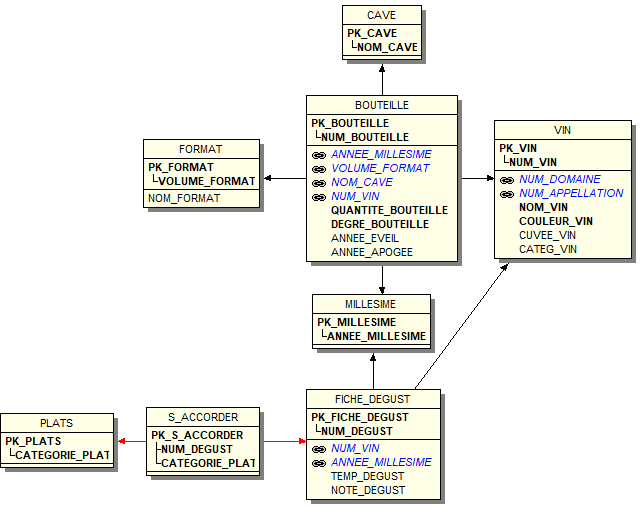 CAVE
PK_CAVE
NOM_CAVE
BOUTEILLE
PK_BOUTEILLE
NUM_BOUTEILLE
ANNEE_MILLESIME
VOLUME_FORMAT
NOM_CAVE
NUM_VIN
QUANTITE_BOUTEILLE
DEGRE_BOUTEILLE
ANNEE_EVEIL
ANNEE_APOGEE
FORMAT
PK_FORMAT
VOLUME_FORMAT
NOM_FORMAT
VIN
PK_VIN
NUM_VIN
NUM_DOMAINE
NUM_APPELLATION
NOM_VIN
COULEUR_VIN
CUVEE_VIN
CATEG_VIN
MILLESIME
PK_MILLESIME
ANNEE_MILLESIME
PLATS
PK_PLATS
CATEGORIE_PLAT
S_ACCORDER
PK_S_ACCORDER
NUM_DEGUST
CATEGORIE_PLAT
FICHE_DEGUST
PK_FICHE_DEGUST
NUM_DEGUST
NUM_VIN
ANNEE_MILLESIME
TEMP_DEGUST
NOTE_DEGUST